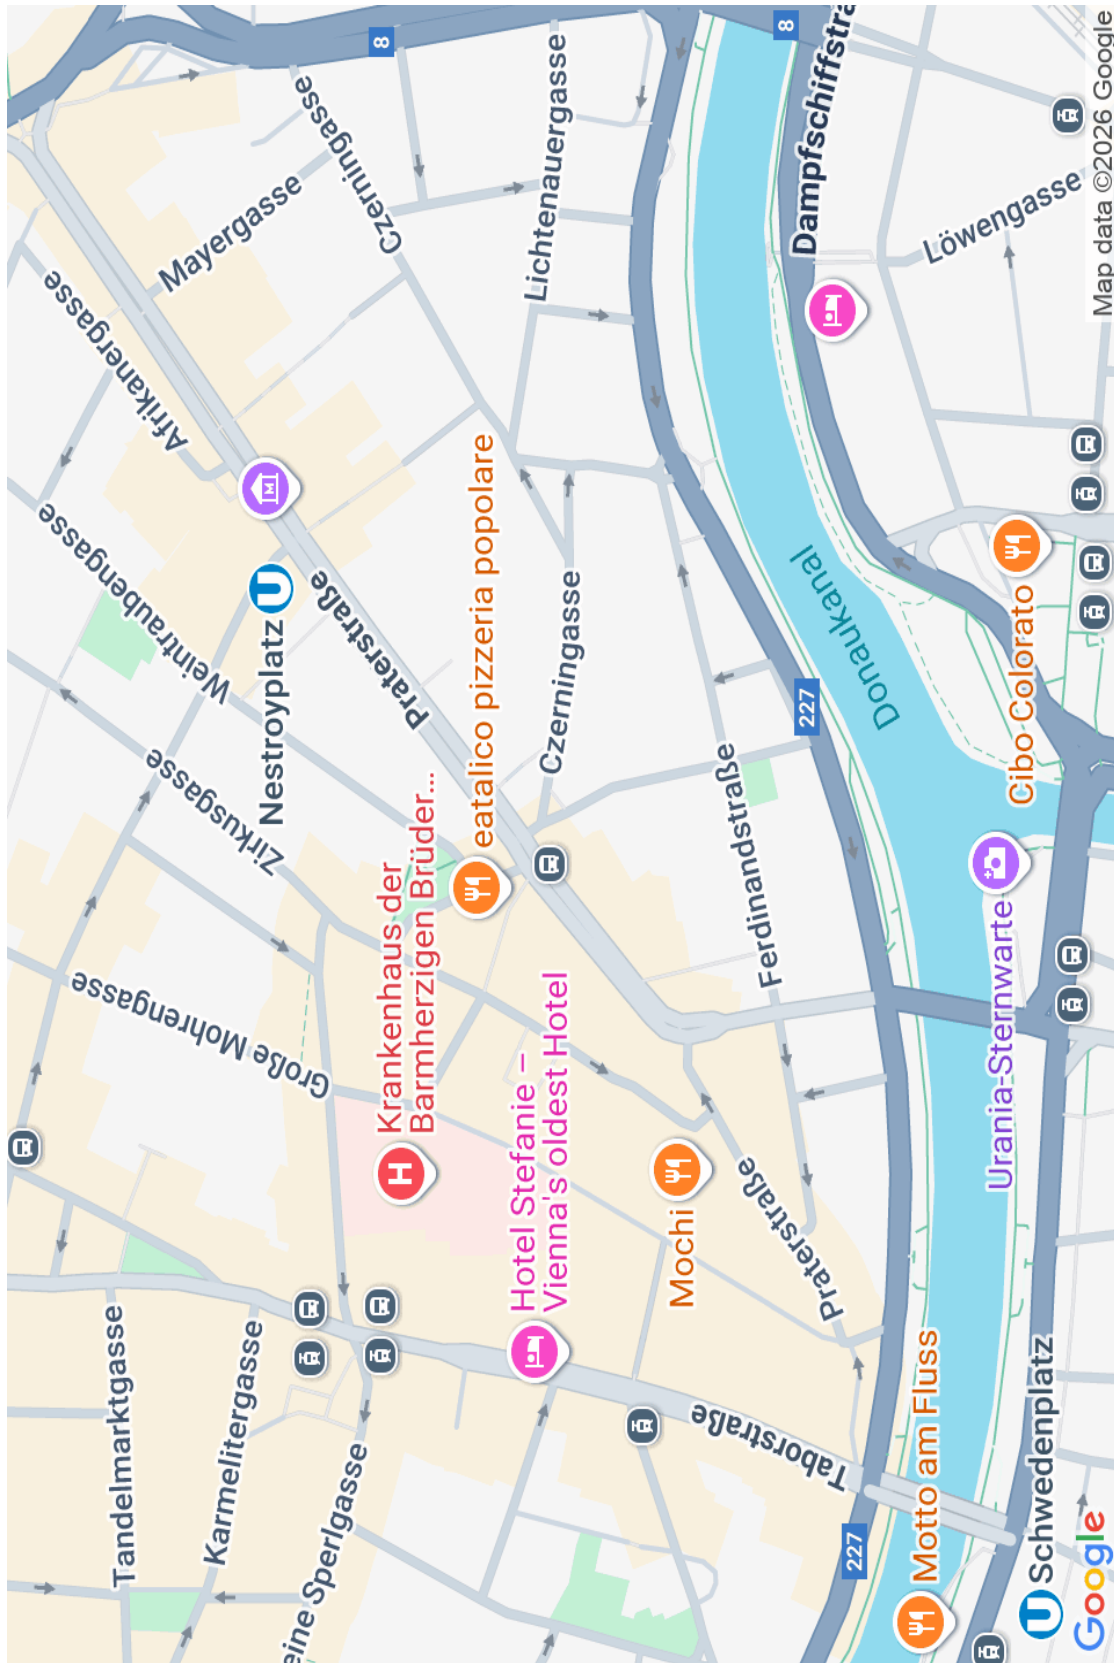 8
8
Czerningasse
Lichtenauergasse
Mayergasse
Dampfschiffstra
Löwengasse
Afrikanergasse
Weintraubengasse
Nestroyplatz
Praterstraße
eatalico pizzeria popolare
Czerningasse
Donaukanal
Cibo Colorato
Zirkusgasse
227
Krankenhaus der
Barmherzigen Brüder...
Ferdinandstraße
Große Mohrengasse
Hotel Stefanie –
Vienna's oldest Hotel
Urania-Sternwarte
Mochi
Praterstraße
Tandelmarktgasse
Karmelitergasse
eine Sperlgasse
Taborstraße
227
Motto am Fluss
Schwedenplatz
Google
Map data ©2026 Google